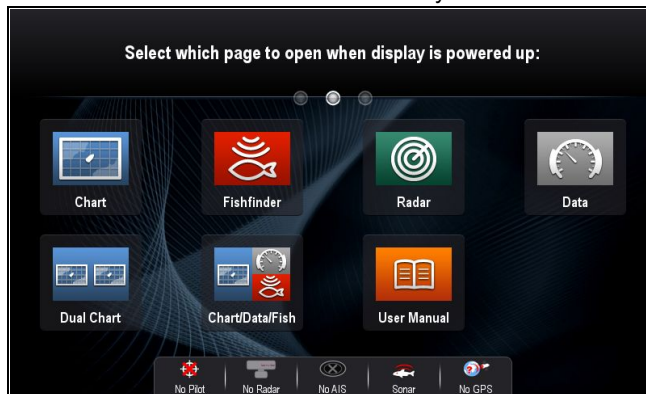 Select which page to open when display is powered up:
Chart
Fishfinder
Radar
Data
Dual Chart
Chart/Data/Fish
User Manual
No Pilot
No Radar
No AIS
Sonar
No GPS